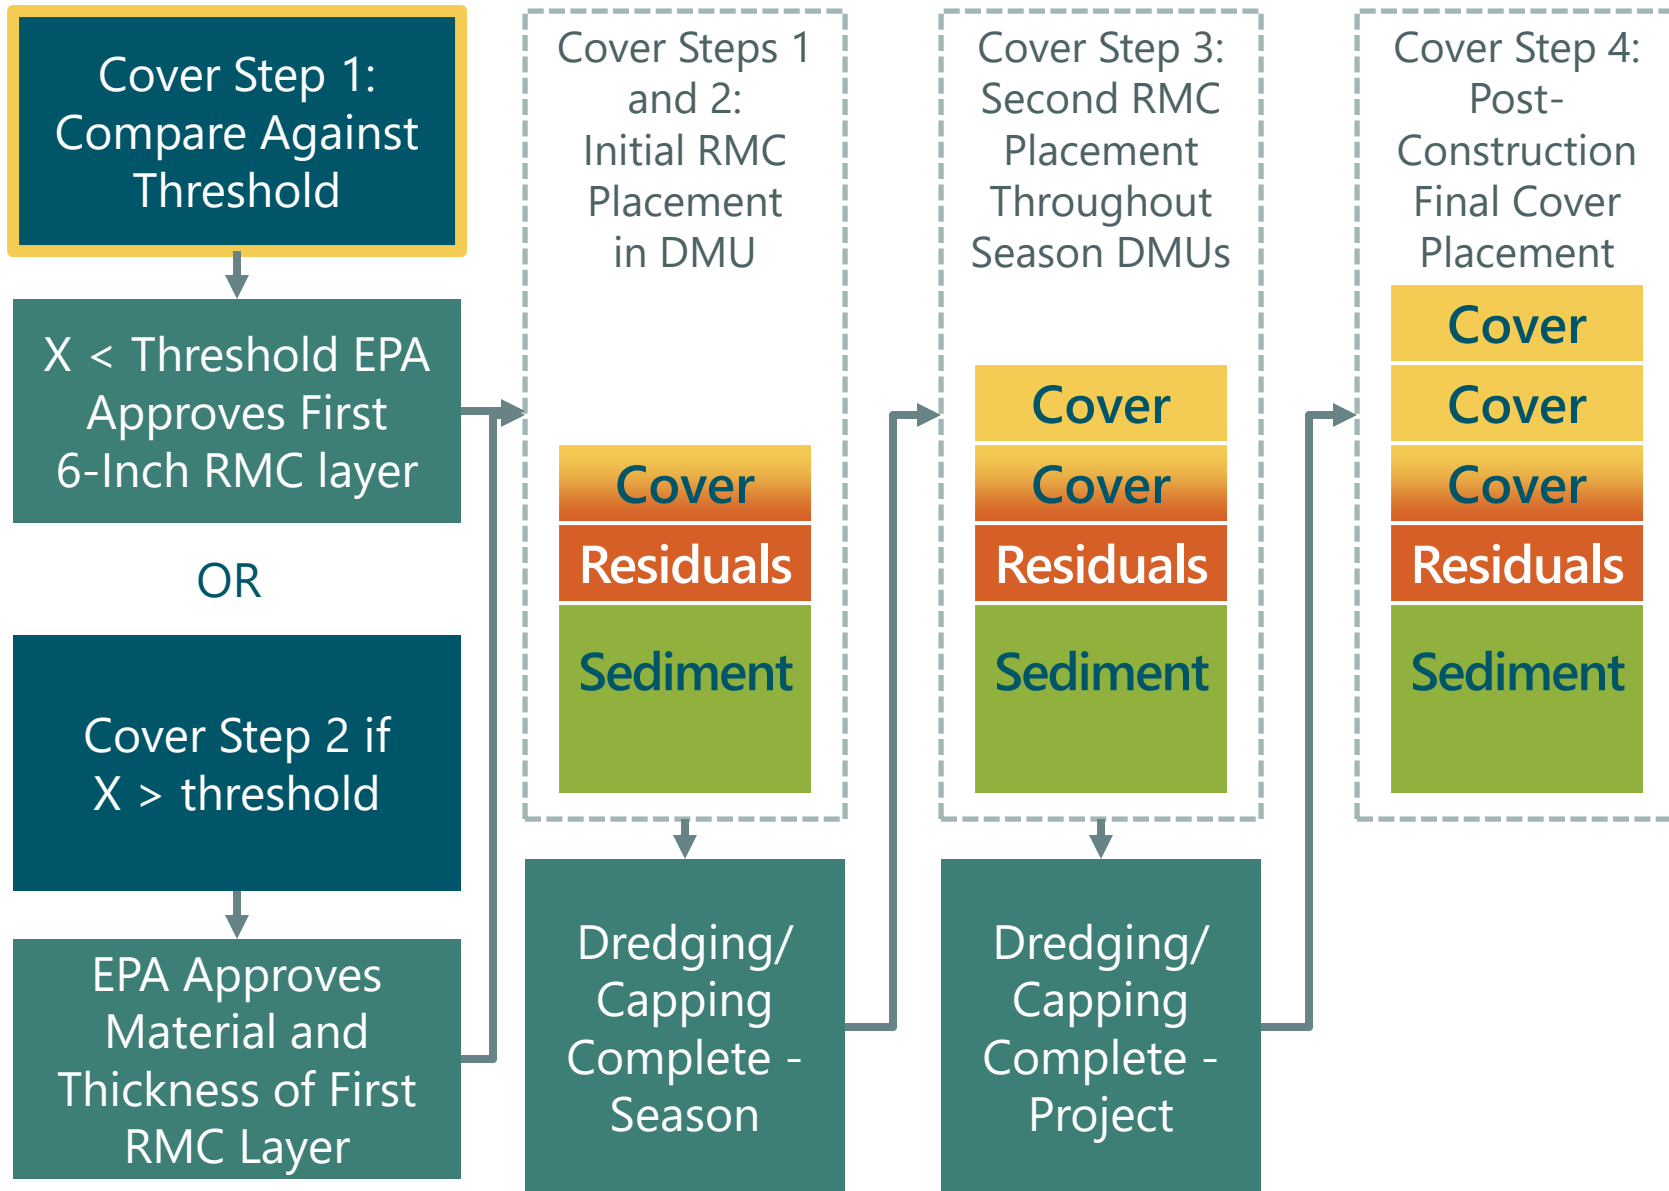 Cover Step 1:
Compare Against
Threshold
X < Threshold EPA
Approves First
6-Inch RMC layer
OR
Cover Step 2 if
X > threshold
EPA Approves
Material and
Thickness of First
RMC Layer
Cover Steps 1
and 2:
Initial RMC
Placement
in DMU
Cover
Residuals
Sediment
Dredging/
Capping
Complete -
Season
Cover Step 3:
Second RMC
Placement
Throughout
Season DMUs
Cover
Cover
Residuals
Sediment
Dredging/
Capping
Complete -
Project
Cover Step 4:
Post-
Construction
Final Cover
Placement
Cover
Cover
Cover
Residuals
Sediment